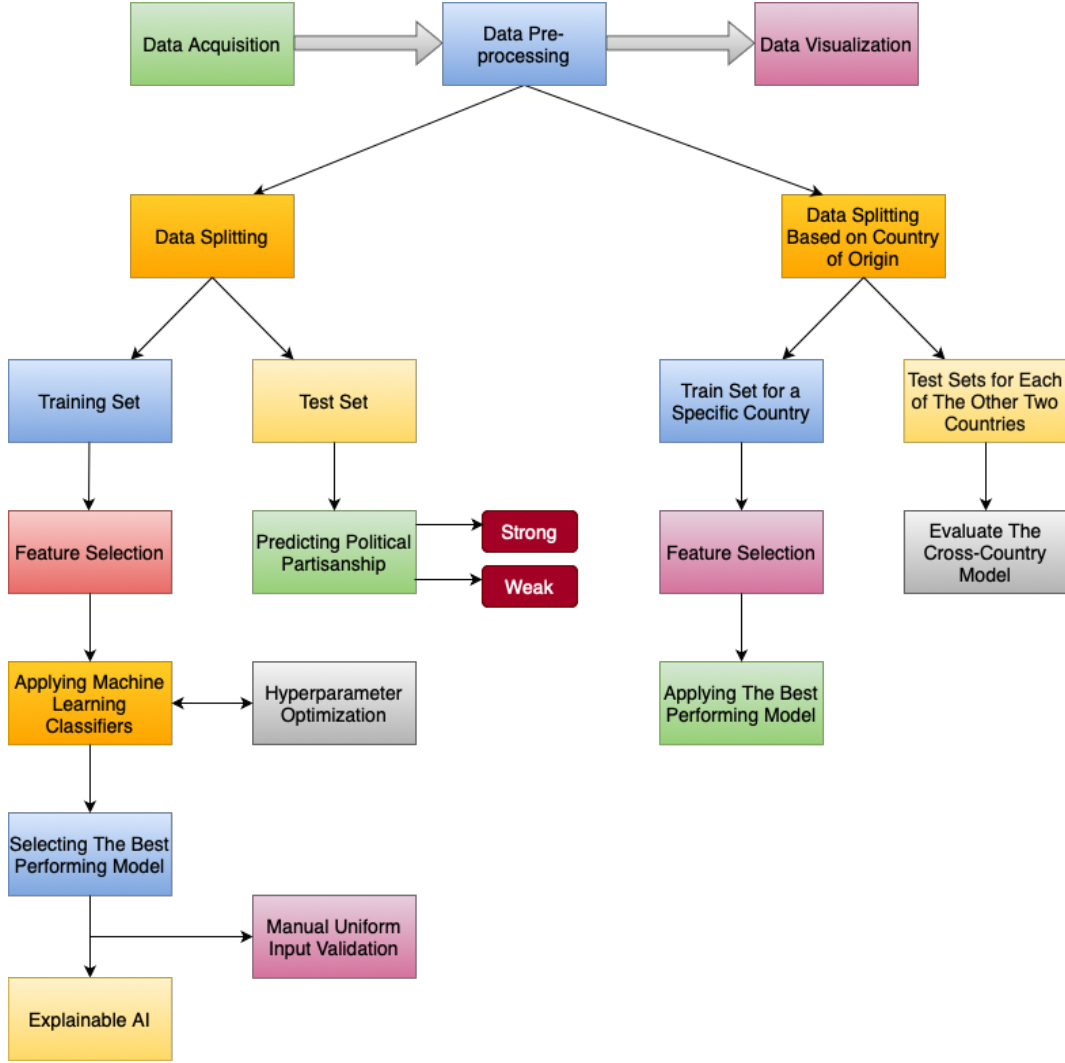 Data Acquisition
Data Pre-
processing
Data Visualization
Data Splitting
Data Splitting
Based on Country
of Origin
Training Set
Test Set
Train Set for a
Specific Country
Test Sets for Each
of The Other Two
Countries
Feature Selection
Predicting Political
Partisanship
Strong
Weak
Feature Selection
Evaluate The
Cross-Country
Model
Applying Machine
Learning
Classifiers
Hyperparameter
Optimization
Applying The Best
Performing Model
Selecting The Best
Performing Model
Manual Uniform
Input Validation
Explainable AI